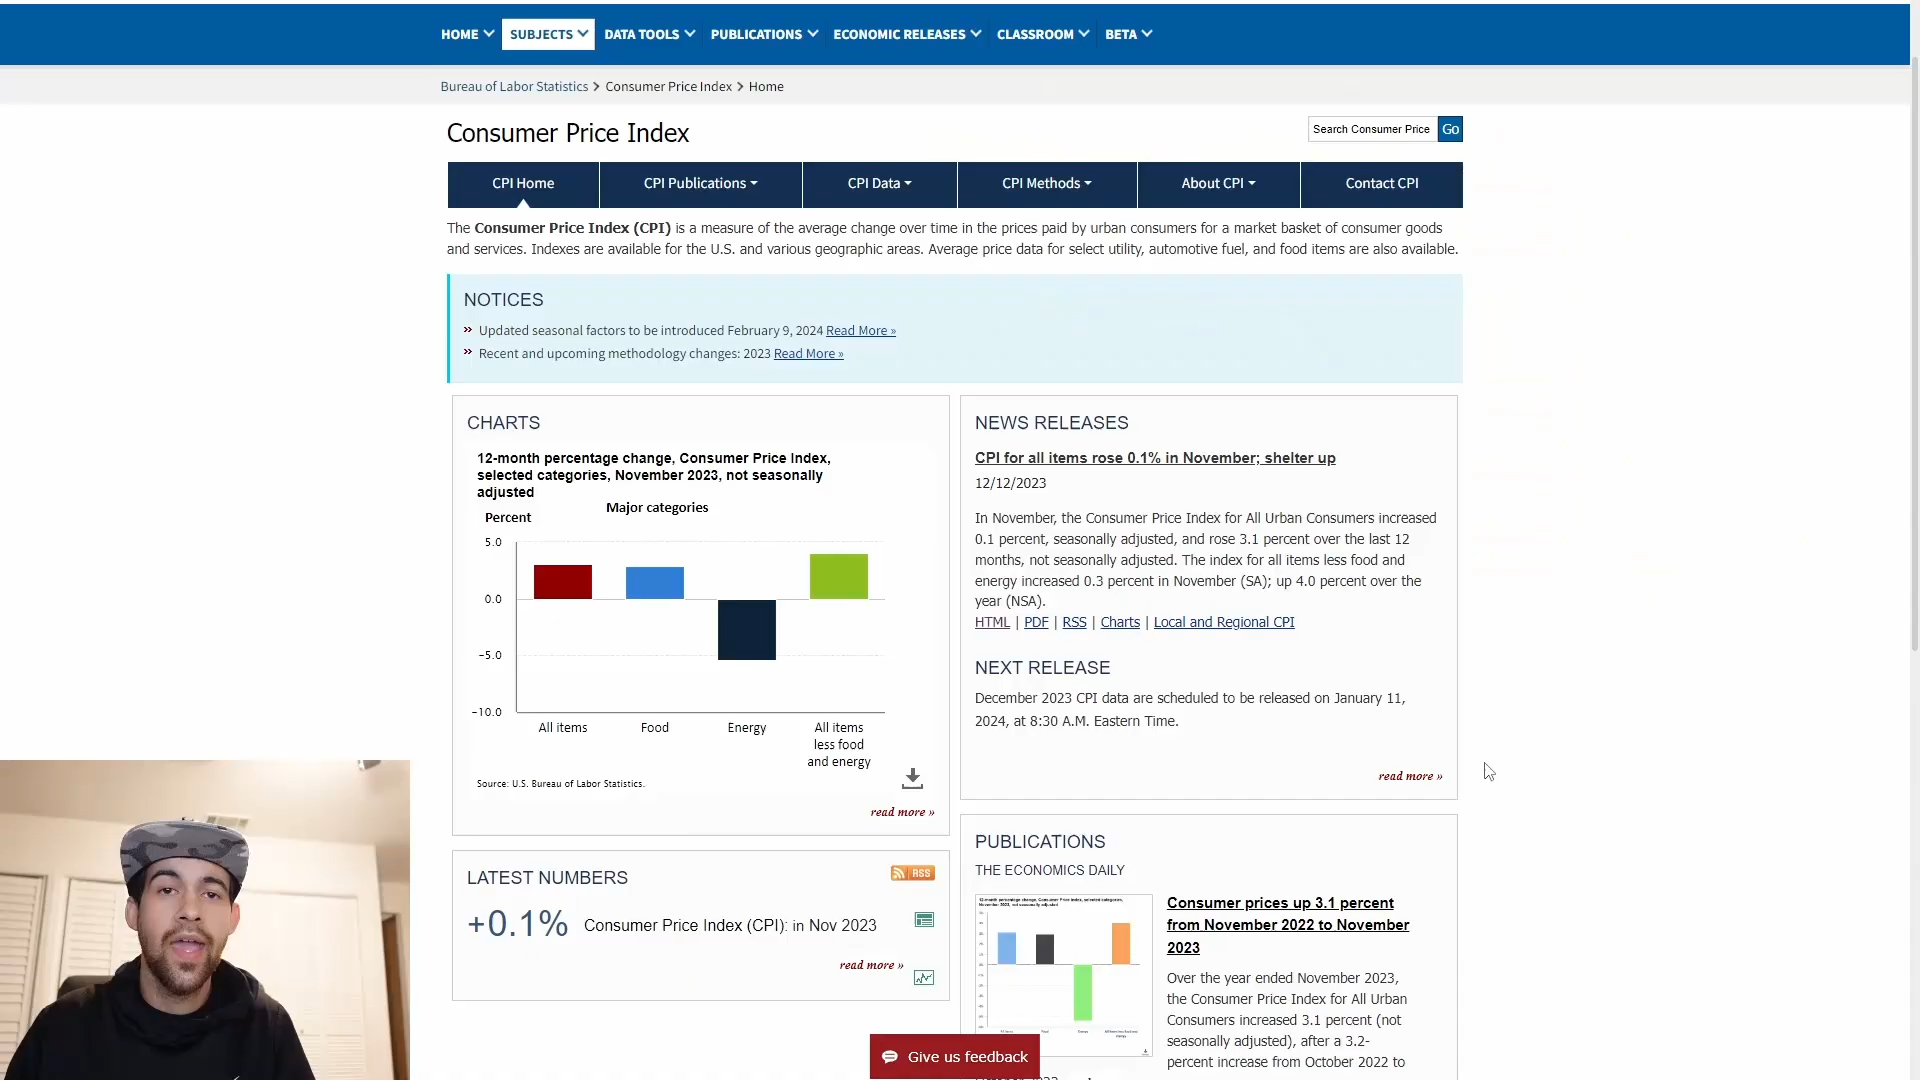 HOME SUBJECTS DATA TOOLS PUBLICATIONS ECONOMIC RELEASES CLASSROOM BETA
Bureau of Labor Statistics > Consumer Price Index > Home
Consumer Price Index
Search Consumer Price Go
CPI Home CPI Publications CPI Data CPI Methods About CPI Contact CPI
The Consumer Price Index (CPI) is a measure of the average change over time in the prices paid by urban consumers for a market basket of consumer goods
and services. Indexes are available for the U.S. and various geographic areas. Average price data for select utility, automotive fuel, and food items are also available.
NOTICES
» Updated seasonal factors to be introduced February 9, 2024 Read More »
» Recent and upcoming methodology changes: 2023 Read More »
CHARTS
12-month percentage change, Consumer Price Index,
selected categories, November 2023, not seasonally
adjusted
Major categories
Percent
5.0
0.0
-5.0
-10.0
All items Food Energy All items
less food
and energy
Source: U.S. Bureau of Labor Statistics.
read more »
LATEST NUMBERS
RSS
+0.1% Consumer Price Index (CPI): in Nov 2023
read more »
NEWS RELEASES
CPI for all items rose 0.1% in November; shelter up
12/12/2023
In November, the Consumer Price Index for All Urban Consumers increased
0.1 percent, seasonally adjusted, and rose 3.1 percent over the last 12
months, not seasonally adjusted. The index for all items less food and
energy increased 0.3 percent in November (SA); up 4.0 percent over the
year (NSA).
HTML | PDF | RSS | Charts | Local and Regional CPI
NEXT RELEASE
December 2023 CPI data are scheduled to be released on January 11,
2024, at 8:30 A.M. Eastern Time.
read more »
PUBLICATIONS
THE ECONOMICS DAILY
12-month percentage change, Consumer Price Index, selected categories,
November 2023, not seasonally adjusted
Consumer prices up 3.1 percent
from November 2022 to November
2023
Over the year ended November 2023,
the Consumer Price Index for All Urban
Consumers increased 3.1 percent (not
seasonally adjusted), after a 3.2-
percent increase from October 2022 to
Give us feedback